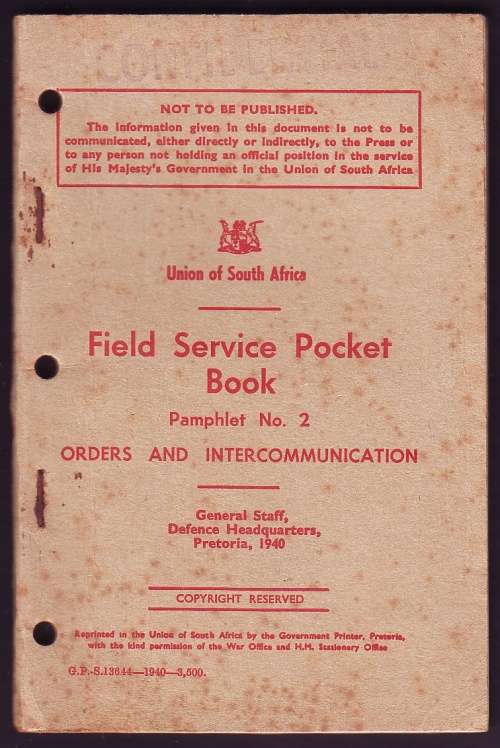 CONFIDENTIAL
NOT TO BE PUBLISHED.
The information given in this document is not to be
communicated, either directly or indirectly, to the Press or
to any person not holding an official position in the service
of His Majesty's Government in the Union of South Africa
Union of South Africa
Field Service Pocket
Book
Pamphlet No. 2
ORDERS AND INTERCOMMUNICATION
General Staff,
Defence Headquarters,
Pretoria, 1940
COPYRIGHT RESERVED
Reprinted in the Union of South Africa by the Government Printer, Pretoria,
with the kind permission of the War Office and H.M. Stationery Office
G.P.-S.13644—1940—3,500.